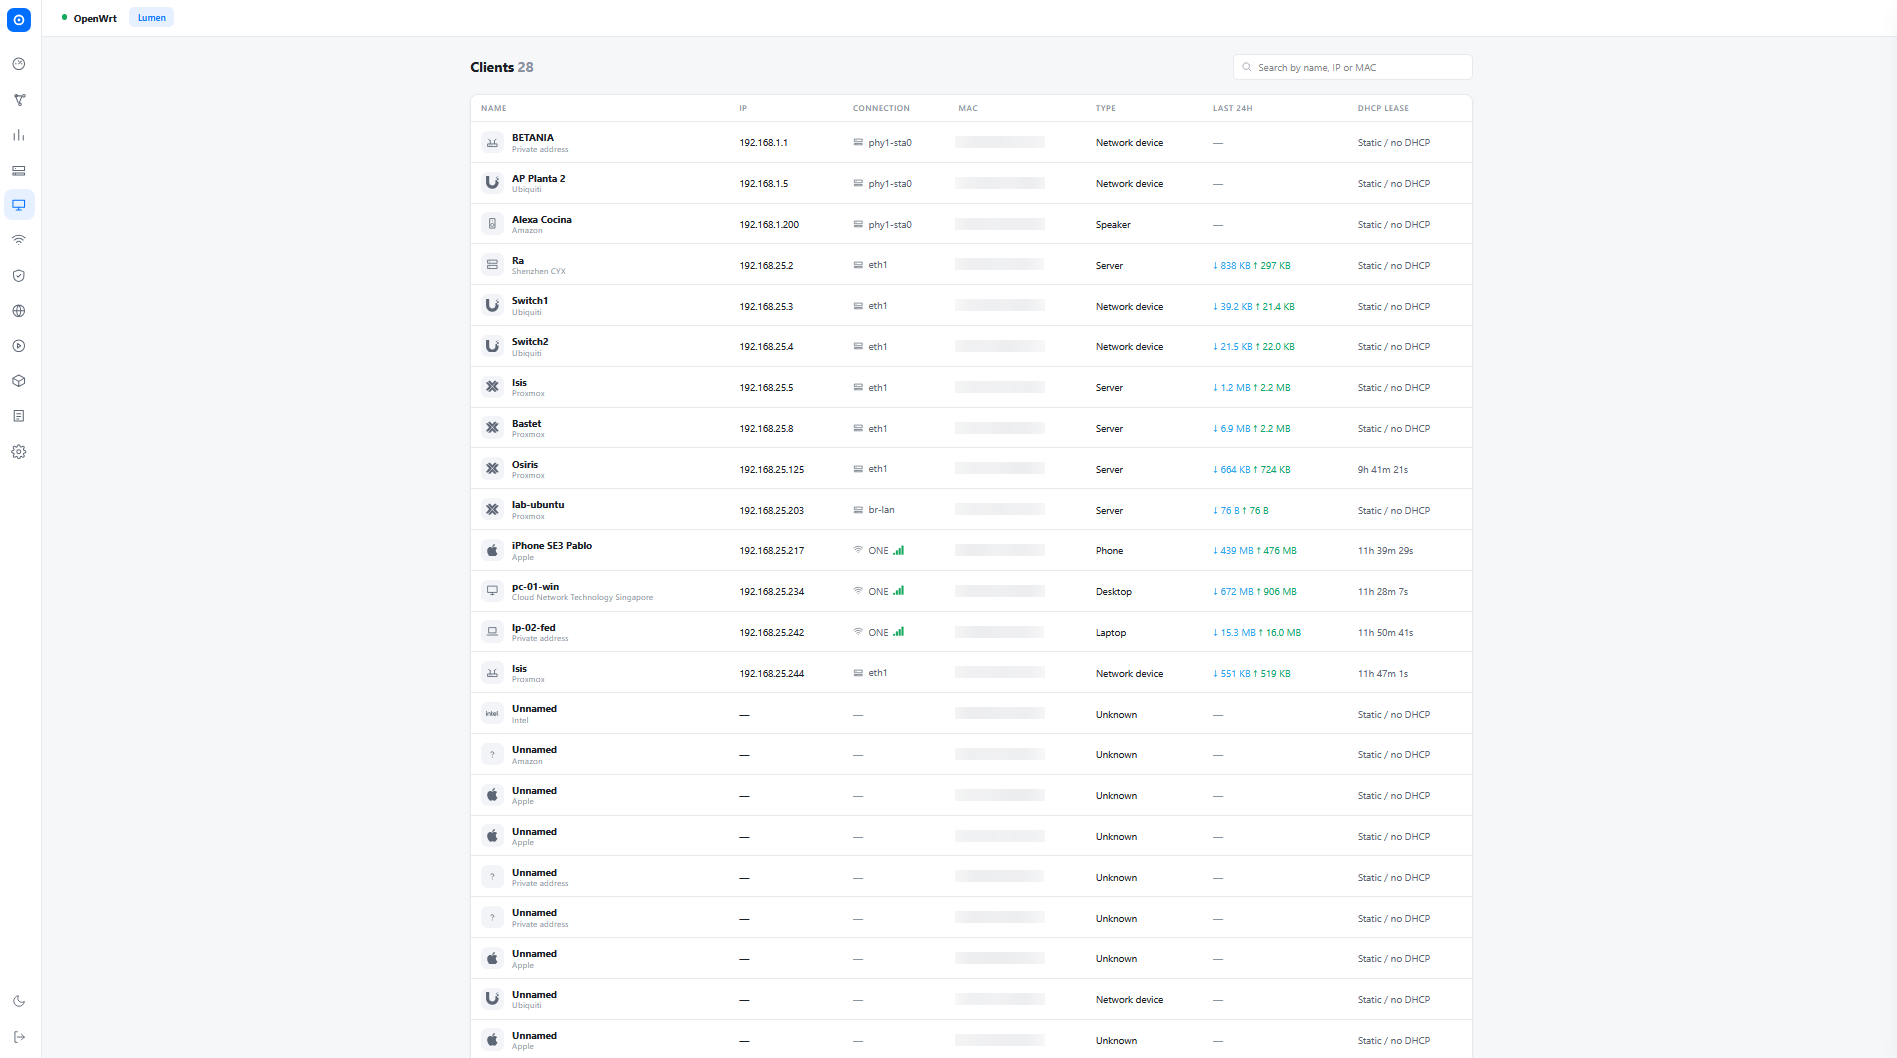 OpenWrt Lumen
Clients 28
Search by name, IP or MAC
NAME IP CONNECTION MAC TYPE LAST 24H DHCP LEASE
BETANIA
Private address
192.168.1.1 phy1-sta0 Network device — Static / no DHCP
AP Planta 2
Ubiquiti
192.168.1.5 phy1-sta0 Network device — Static / no DHCP
Alexa Cocina
Amazon
192.168.1.200 phy1-sta0 Speaker — Static / no DHCP
Ra
Shenzhen CYX
192.168.25.2 eth1 Server ↓ 838 KB ↑ 297 KB Static / no DHCP
Switch1
Ubiquiti
192.168.25.3 eth1 Network device ↓ 39.2 KB ↑ 21.4 KB Static / no DHCP
Switch2
Ubiquiti
192.168.25.4 eth1 Network device ↓ 21.5 KB ↑ 22.0 KB Static / no DHCP
Isis
Proxmox
192.168.25.5 eth1 Server ↓ 1.2 MB ↑ 2.2 MB Static / no DHCP
Bastet
Proxmox
192.168.25.8 eth1 Server ↓ 6.9 MB ↑ 2.2 MB Static / no DHCP
Osiris
Proxmox
192.168.25.125 eth1 Server ↓ 664 KB ↑ 724 KB 9h 41m 21s
lab-ubuntu
Proxmox
192.168.25.203 br-lan Server ↓ 76 B ↑ 76 B Static / no DHCP
iPhone SE3 Pablo
Apple
192.168.25.217 ONE Phone ↓ 439 MB ↑ 476 MB 11h 39m 29s
pc-01-win
Cloud Network Technology Singapore
192.168.25.234 ONE Desktop ↓ 672 MB ↑ 906 MB 11h 28m 7s
lp-02-fed
Private address
192.168.25.242 ONE Laptop ↓ 15.3 MB ↑ 16.0 MB 11h 50m 41s
Isis
Proxmox
192.168.25.244 eth1 Network device ↓ 551 KB ↑ 519 KB 11h 47m 1s
intel
Unnamed
Intel
— — Unknown — Static / no DHCP
?
Unnamed
Amazon
— — Unknown — Static / no DHCP
Unnamed
Apple
— — Unknown — Static / no DHCP
Unnamed
Apple
— — Unknown — Static / no DHCP
?
Unnamed
Private address
— — Unknown — Static / no DHCP
?
Unnamed
Private address
— — Unknown — Static / no DHCP
Unnamed
Apple
— — Unknown — Static / no DHCP
Unnamed
Ubiquiti
— — Network device — Static / no DHCP
Unnamed
Apple
— — Unknown — Static / no DHCP